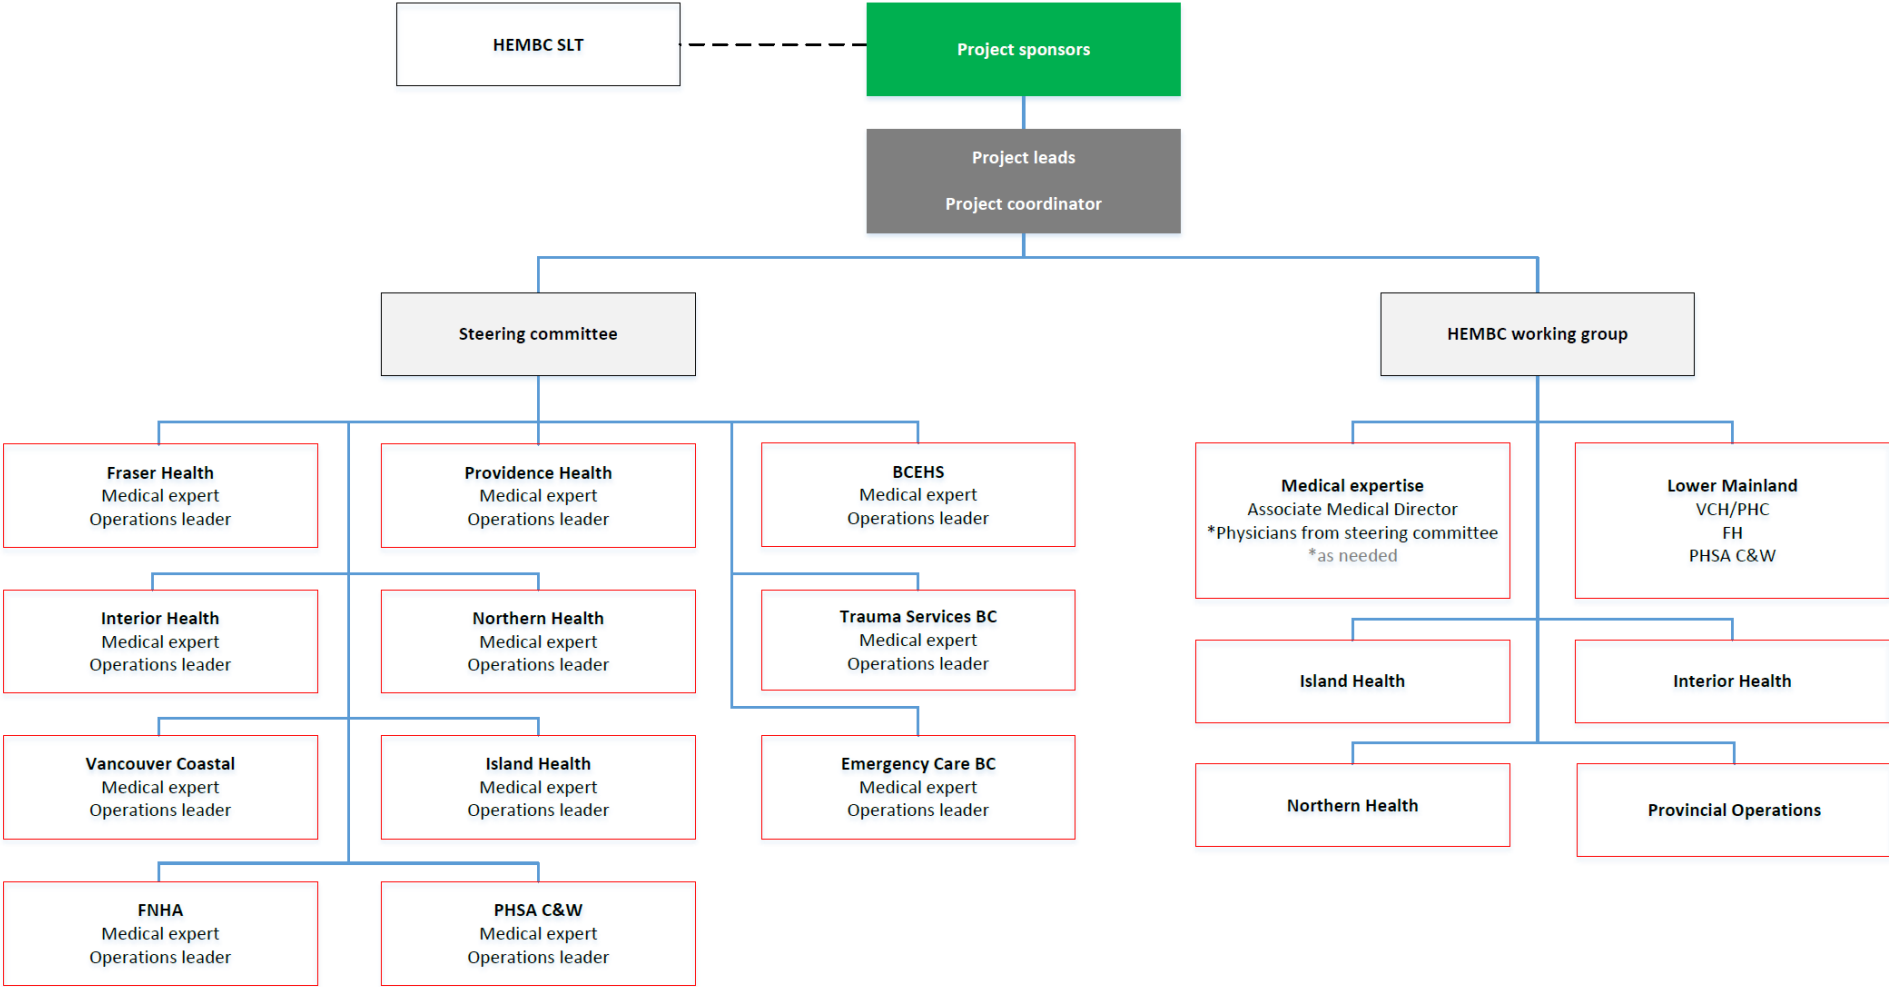 HEMBC SLT
Project sponsors
Project leads
Project coordinator
Steering committee
HEMBC working group
Fraser Health
Medical expert
Operations leader
Providence Health
Medical expert
Operations leader
BCEHS
Medical expert
Operations leader
Interior Health
Medical expert
Operations leader
Northern Health
Medical expert
Operations leader
Trauma Services BC
Medical expert
Operations leader
Vancouver Coastal
Medical expert
Operations leader
Island Health
Medical expert
Operations leader
Emergency Care BC
Medical expert
Operations leader
FNHA
Medical expert
Operations leader
PHSA C&W
Medical expert
Operations leader
Medical expertise
Associate Medical Director
*Physicians from steering committee
*as needed
Lower Mainland
VCH/PHC
FH
PHSA C&W
Island Health
Interior Health
Northern Health
Provincial Operations